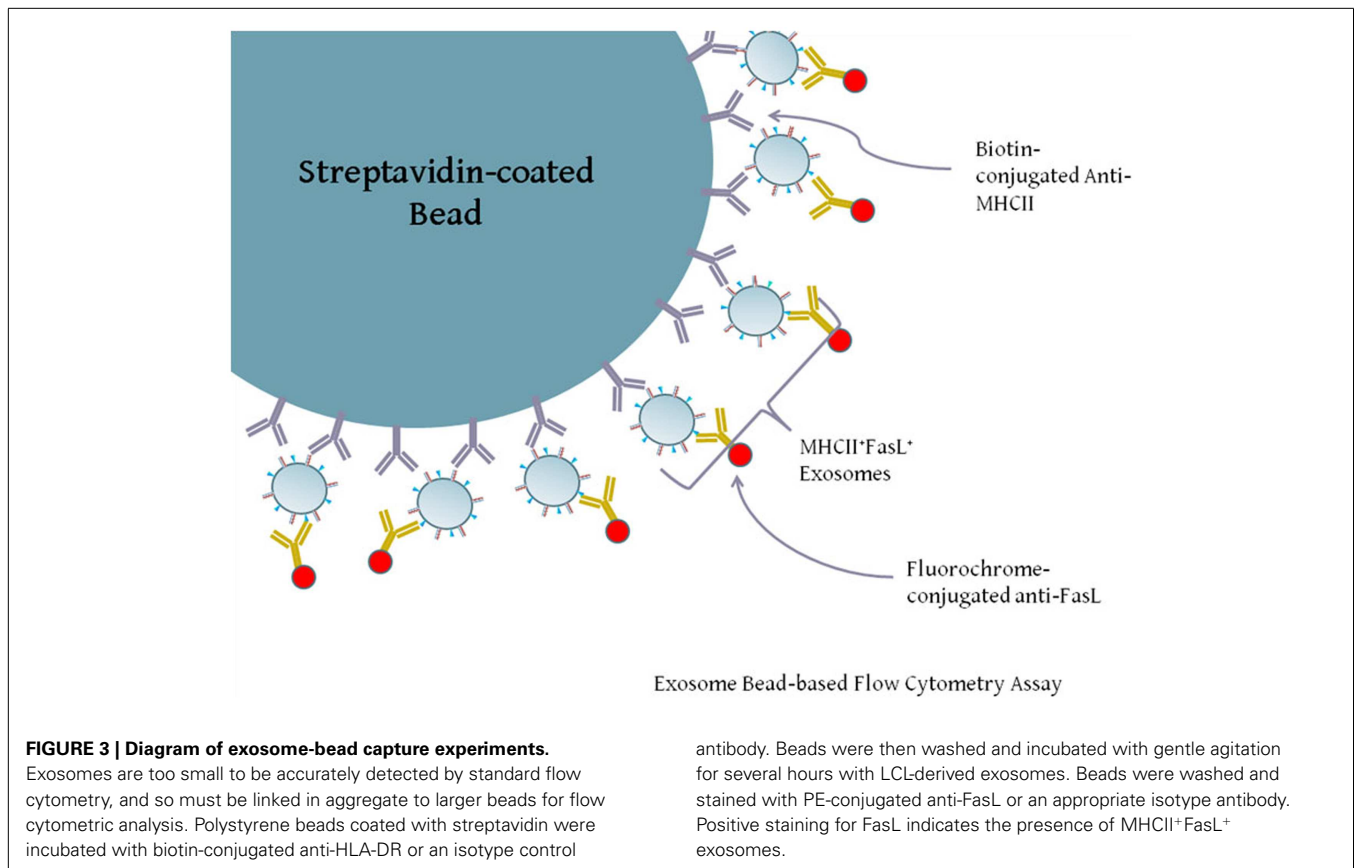 Streptavidin-coated
Bead
Biotin-
conjugated Anti-
MHCII
MHCII⁺FasL⁺
Exosomes
Fluorochrome-
conjugated anti-FasL
Exosome Bead-based Flow Cytometry Assay
FIGURE 3 | Diagram of exosome-bead capture experiments.
Exosomes are too small to be accurately detected by standard flow
cytometry, and so must be linked in aggregate to larger beads for flow
cytometric analysis. Polystyrene beads coated with streptavidin were
incubated with biotin-conjugated anti-HLA-DR or an isotype control
antibody. Beads were then washed and incubated with gentle agitation
for several hours with LCL-derived exosomes. Beads were washed and
stained with PE-conjugated anti-FasL or an appropriate isotype antibody.
Positive staining for FasL indicates the presence of MHCII⁺FasL⁺
exosomes.